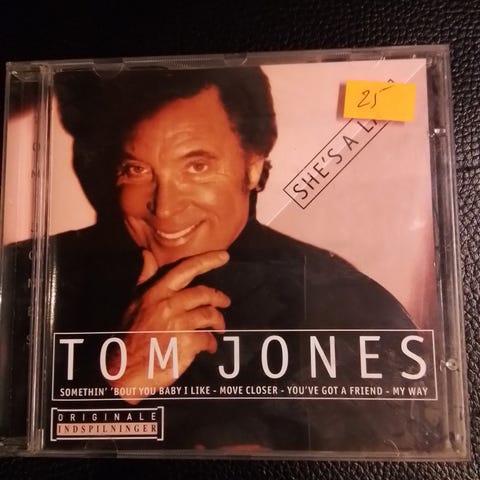 25-
SHE'S A
TOM JONES
SOMETHIN' 'BOUT YOU BABY I LIKE - MOVE CLOSER - YOU'VE GOT A FRIEND - MY WAY
ORIGINALE
INDSPILNINGER